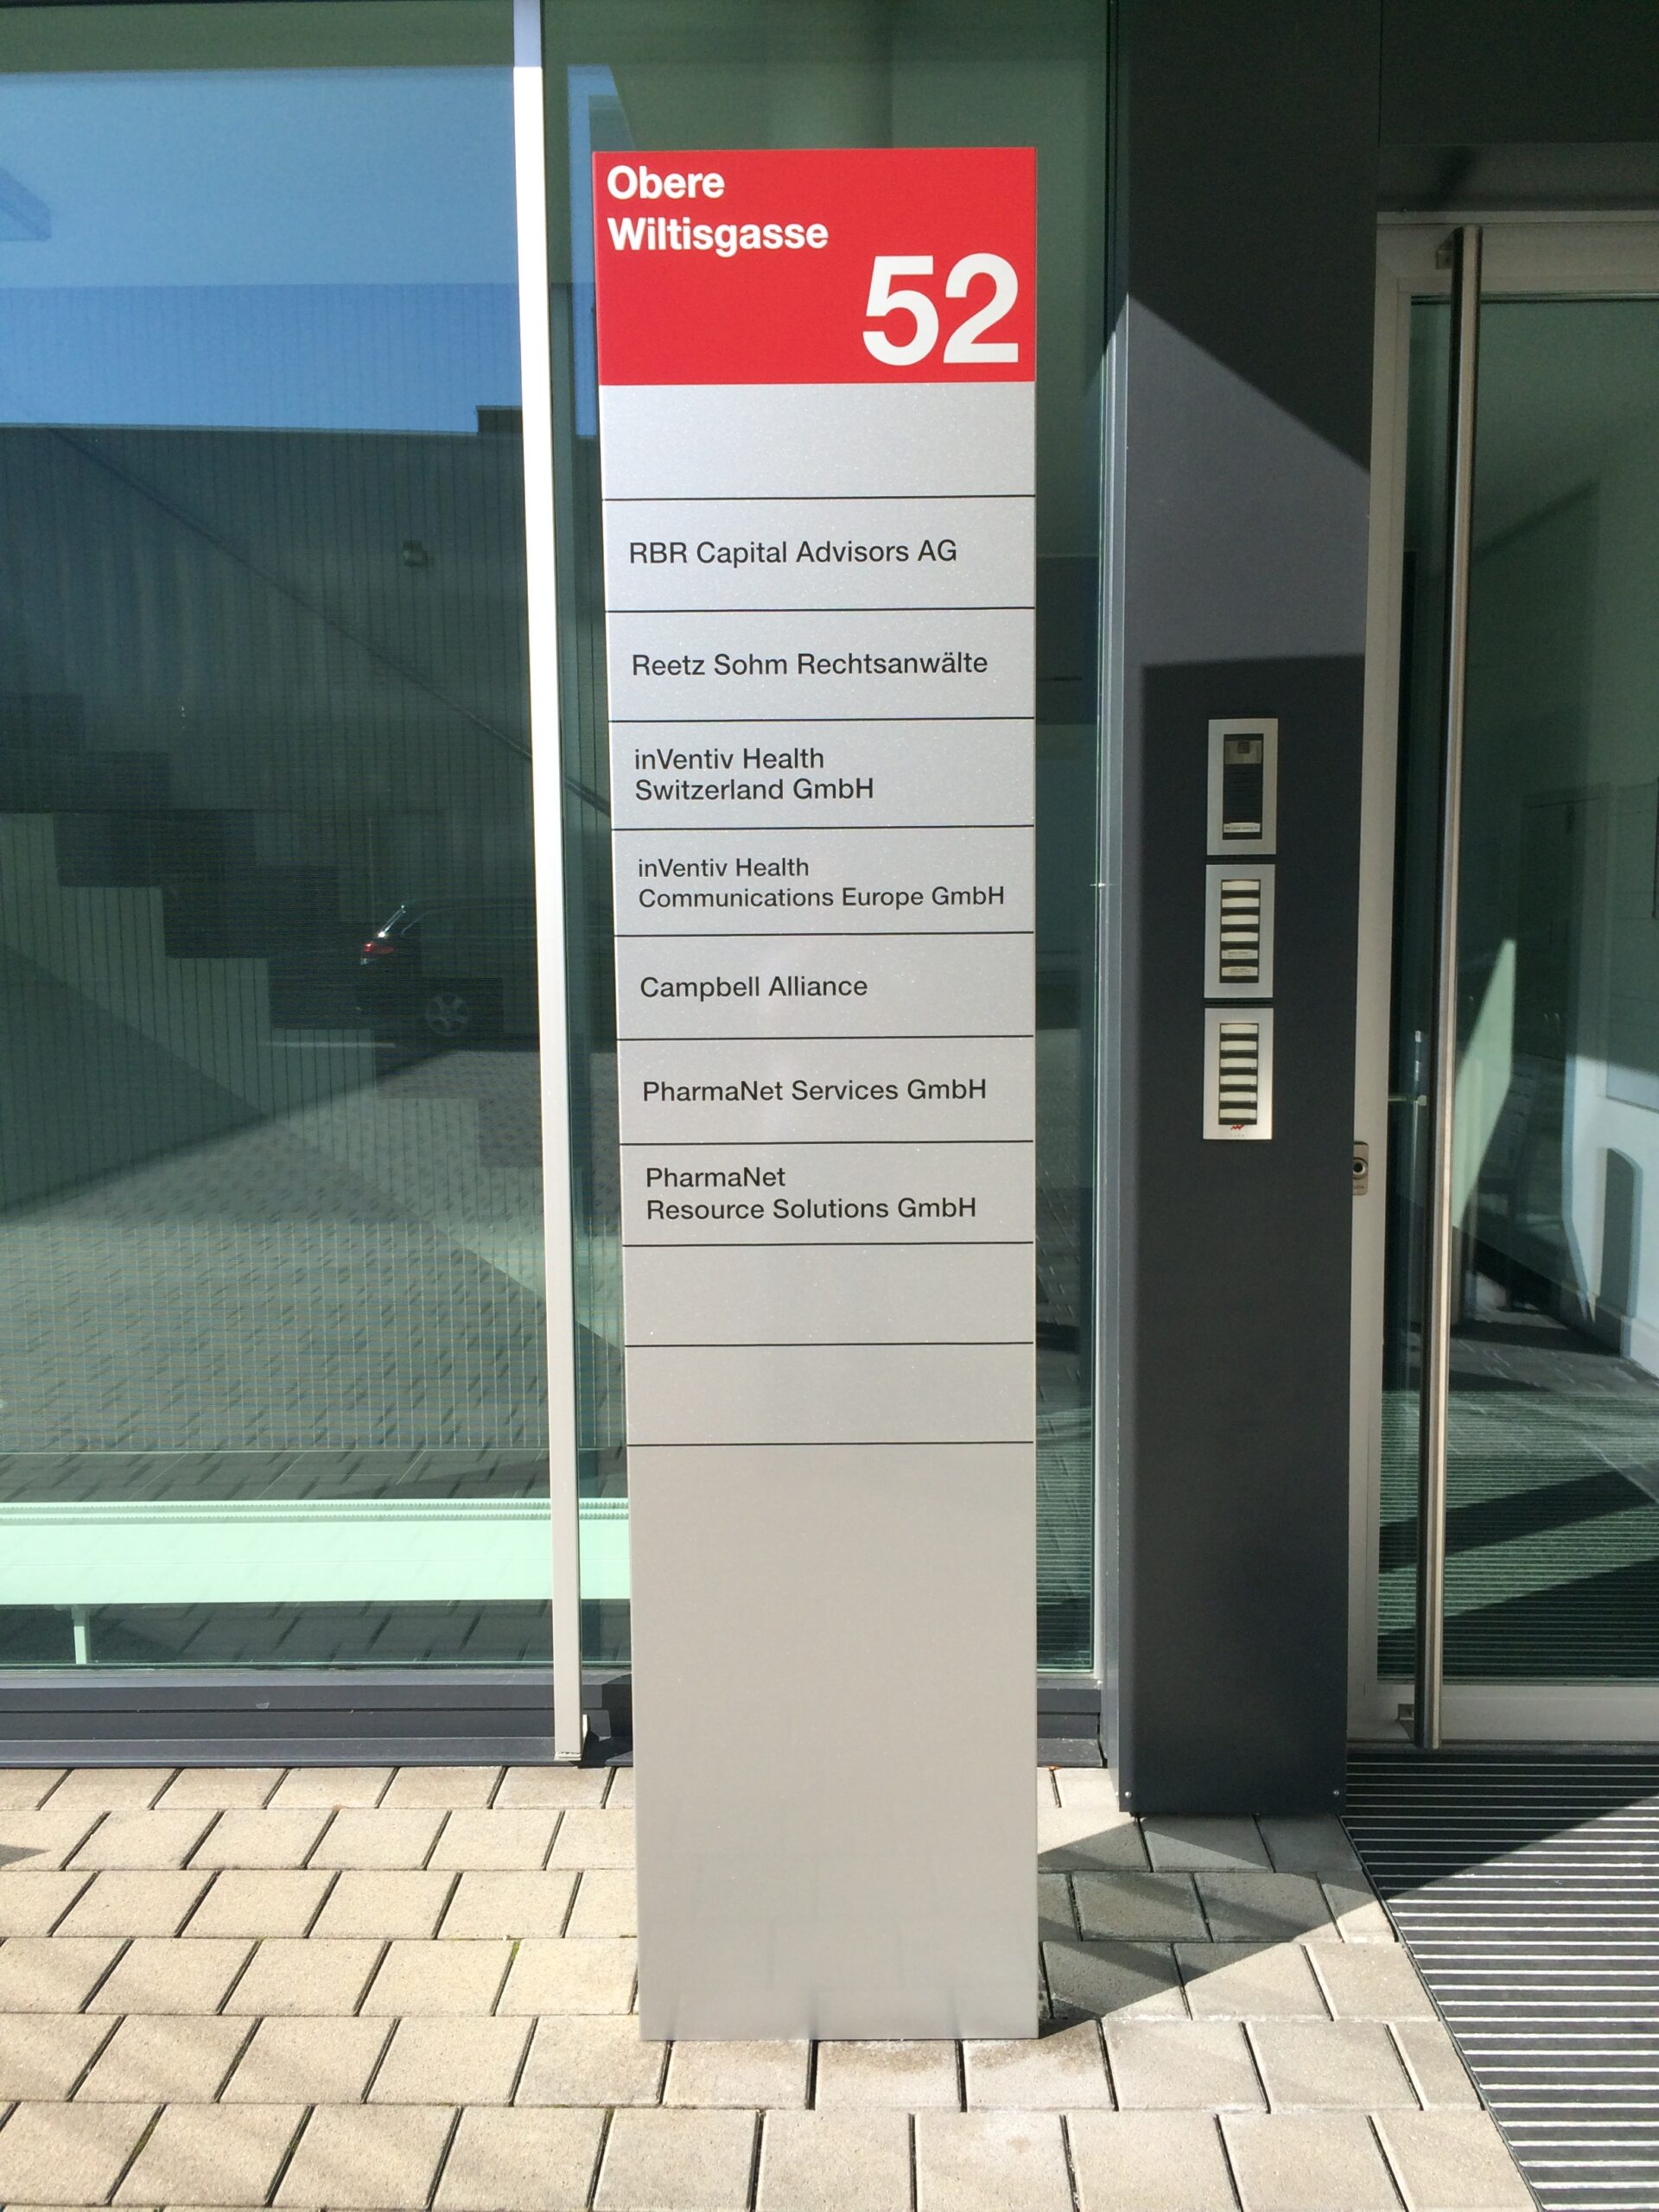 Obere
Wiltisgasse
52
RBR Capital Advisors AG
Reetz Sohm Rechtsanwälte
inVentiv Health
Switzerland GmbH
inVentiv Health
Communications Europe GmbH
Campbell Alliance
PharmaNet Services GmbH
PharmaNet
Resource Solutions GmbH